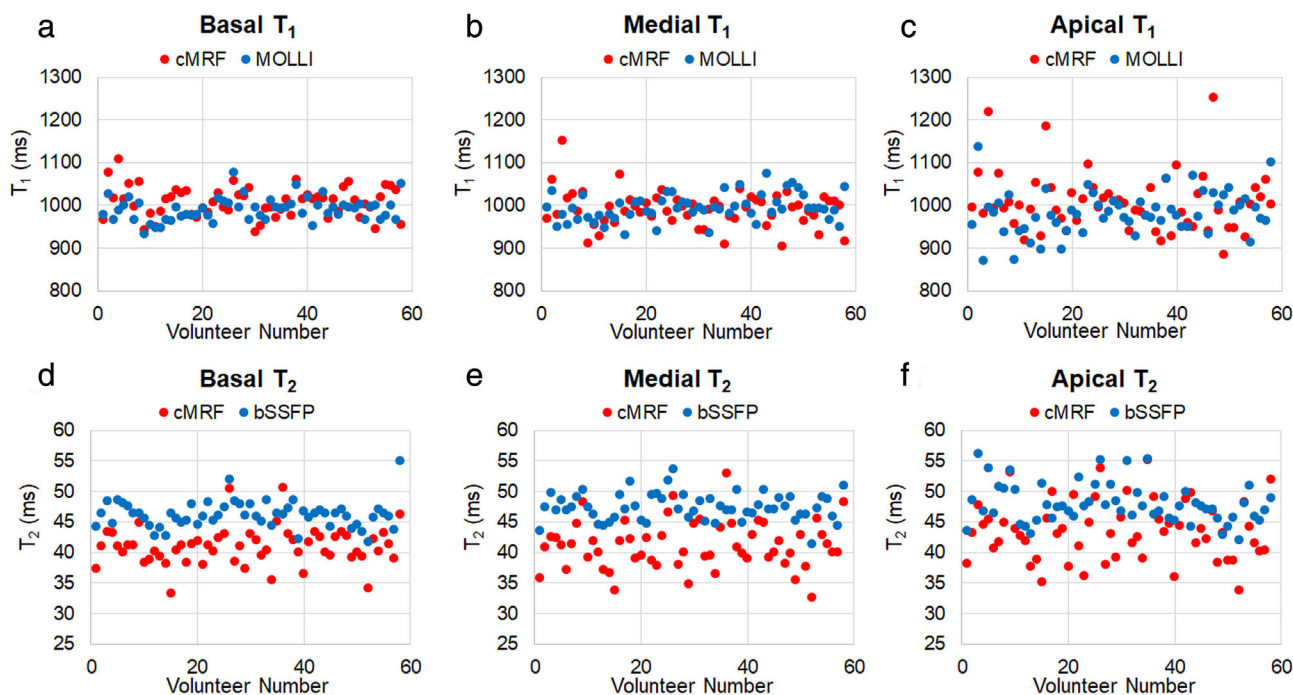 a Basal T₁
cMRF MOLLI
1300
1200
1100
1000
900
800
T₁ (ms)
0 20 40 60
Volunteer Number
b Medial T₁
cMRF MOLLI
1300
1200
1100
1000
900
800
T₁ (ms)
0 20 40 60
Volunteer Number
c Apical T₁
cMRF MOLLI
1300
1200
1100
1000
900
800
T₁ (ms)
0 20 40 60
Volunteer Number
d Basal T₂
cMRF bSSFP
60
55
50
45
40
35
30
25
T₂ (ms)
0 20 40 60
Volunteer Number
e Medial T₂
cMRF bSSFP
60
55
50
45
40
35
30
25
T₂ (ms)
0 20 40 60
Volunteer Number
f Apical T₂
cMRF bSSFP
60
55
50
45
40
35
30
25
T₂ (ms)
0 20 40 60
Volunteer Number